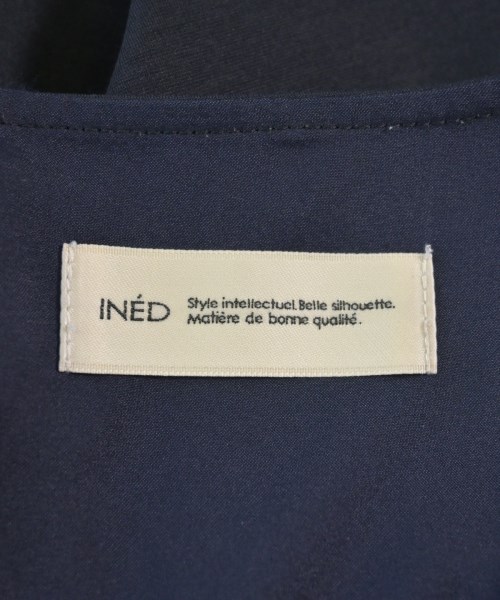 INÉD
Style intellectuel. Belle silhouette.
Matière de bonne qualité.